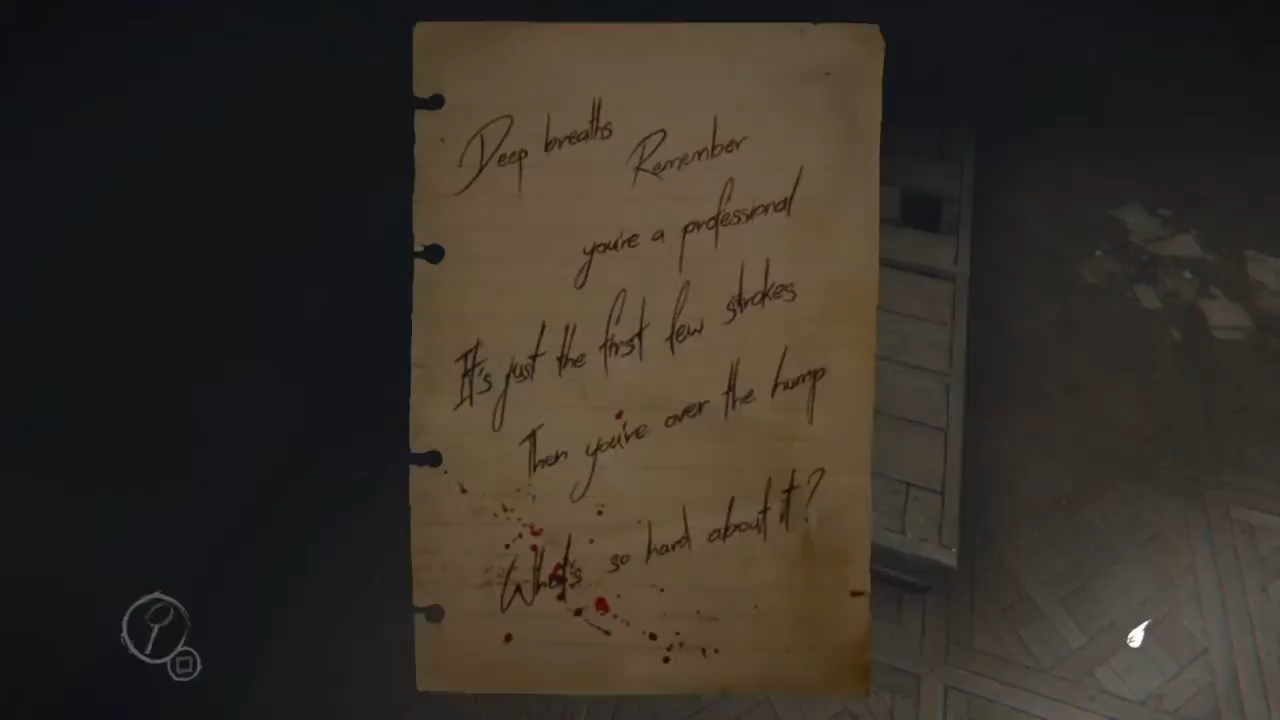 Deep breaths
Remember
you're a professional
It's just the first few strokes
Then you're over the hump
What's so hard about it?